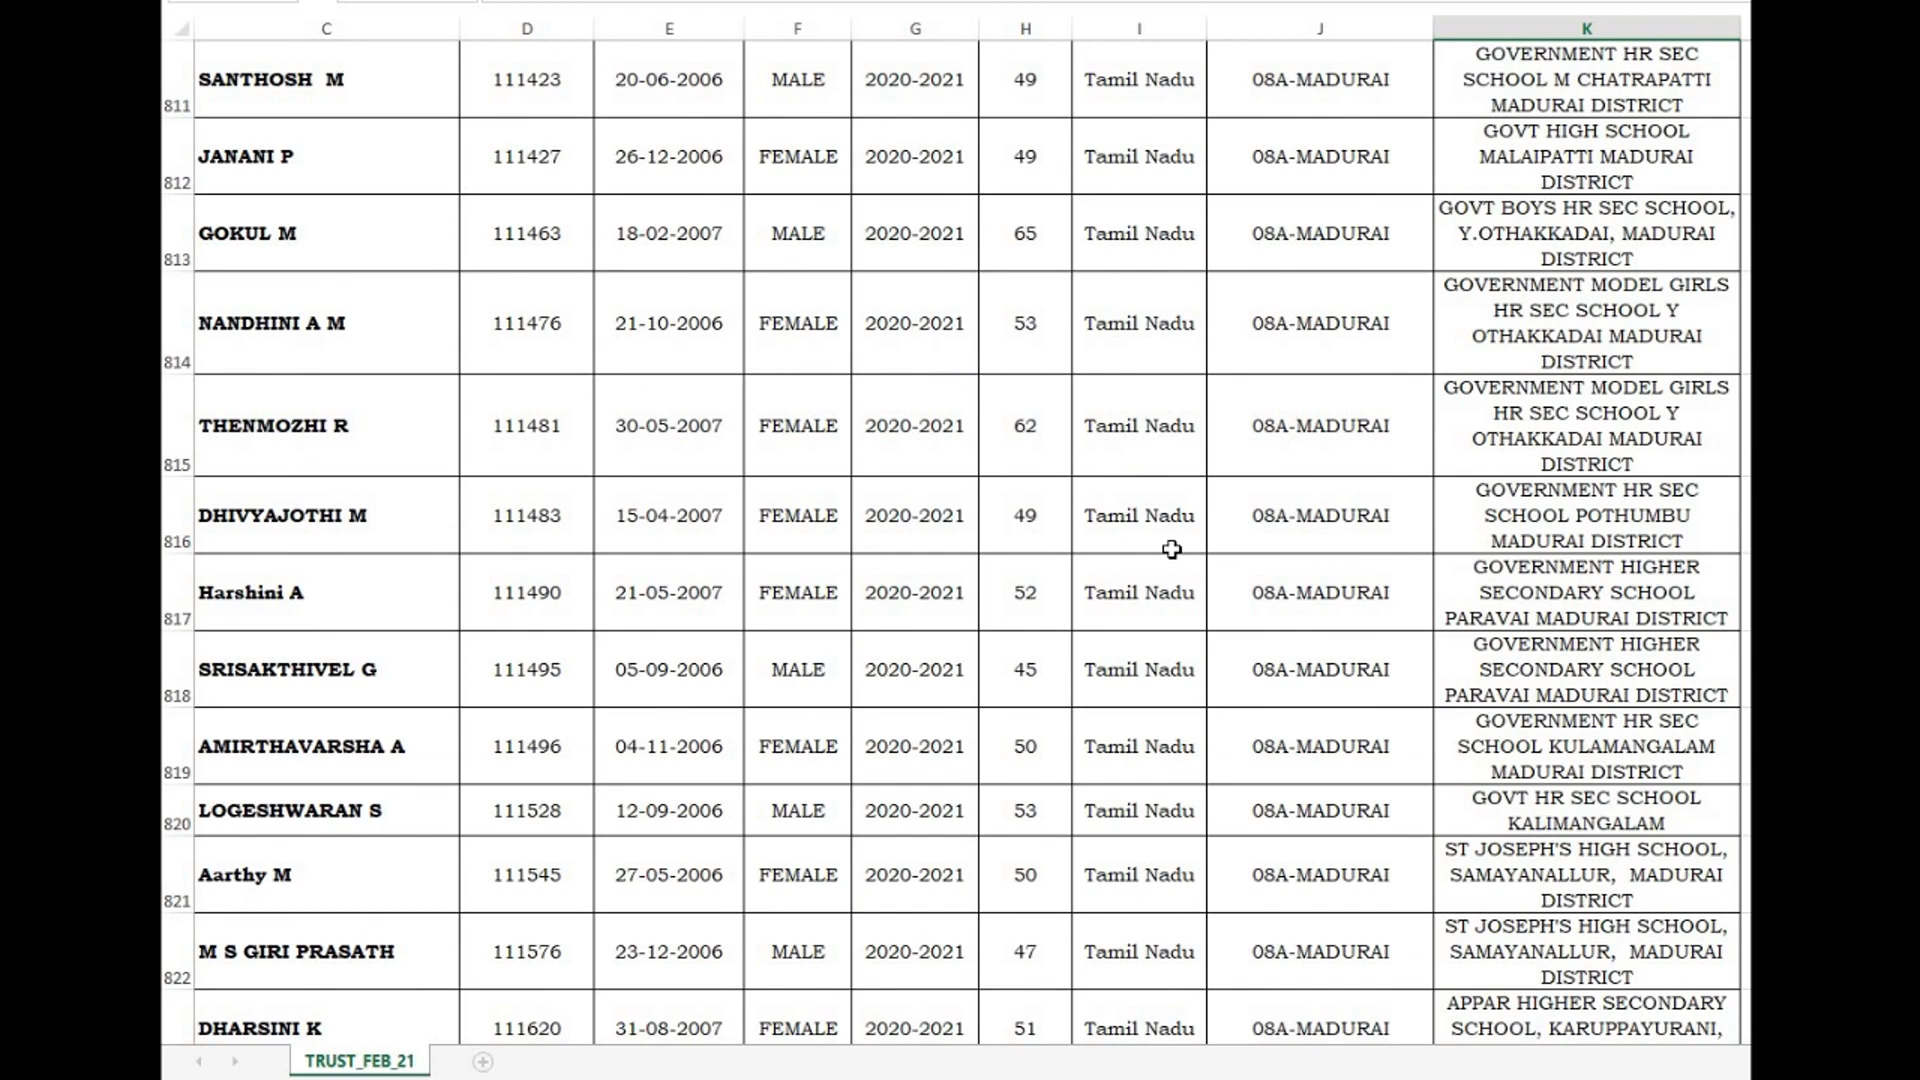 C D E F G H I J K
GOVERNMENT HR SEC
811 SANTHOSH  M 111423 20-06-2006 MALE 2020-2021 49 Tamil Nadu 08A-MADURAI SCHOOL M CHATRAPATTI
MADURAI DISTRICT
GOVT HIGH SCHOOL
812 JANANI P 111427 26-12-2006 FEMALE 2020-2021 49 Tamil Nadu 08A-MADURAI MALAIPATTI MADURAI
DISTRICT
GOVT BOYS HR SEC SCHOOL,
813 GOKUL M 111463 18-02-2007 MALE 2020-2021 65 Tamil Nadu 08A-MADURAI Y.OTHAKKADAI, MADURAI
DISTRICT
GOVERNMENT MODEL GIRLS
814 NANDHINI A M 111476 21-10-2006 FEMALE 2020-2021 53 Tamil Nadu 08A-MADURAI HR SEC SCHOOL Y
OTHAKKADAI MADURAI
DISTRICT
GOVERNMENT MODEL GIRLS
815 THENMOZHI R 111481 30-05-2007 FEMALE 2020-2021 62 Tamil Nadu 08A-MADURAI HR SEC SCHOOL Y
OTHAKKADAI MADURAI
DISTRICT
GOVERNMENT HR SEC
816 DHIVYAJOTHI M 111483 15-04-2007 FEMALE 2020-2021 49 Tamil Nadu 08A-MADURAI SCHOOL POTHUMBU
MADURAI DISTRICT
GOVERNMENT HIGHER
817 Harshini A 111490 21-05-2007 FEMALE 2020-2021 52 Tamil Nadu 08A-MADURAI SECONDARY SCHOOL
PARAVAI MADURAI DISTRICT
GOVERNMENT HIGHER
818 SRISAKTHIVEL G 111495 05-09-2006 MALE 2020-2021 45 Tamil Nadu 08A-MADURAI SECONDARY SCHOOL
PARAVAI MADURAI DISTRICT
GOVERNMENT HR SEC
819 AMIRTHAVARSHA A 111496 04-11-2006 FEMALE 2020-2021 50 Tamil Nadu 08A-MADURAI SCHOOL KULAMANGALAM
MADURAI DISTRICT
820 LOGESHWARAN S 111528 12-09-2006 MALE 2020-2021 53 Tamil Nadu 08A-MADURAI GOVT HR SEC SCHOOL
KALIMANGALAM
ST JOSEPH'S HIGH SCHOOL,
821 Aarthy M 111545 27-05-2006 FEMALE 2020-2021 50 Tamil Nadu 08A-MADURAI SAMAYANALLUR,  MADURAI
DISTRICT
ST JOSEPH'S HIGH SCHOOL,
822 M S GIRI PRASATH 111576 23-12-2006 MALE 2020-2021 47 Tamil Nadu 08A-MADURAI SAMAYANALLUR,  MADURAI
DISTRICT
APPAR HIGHER SECONDARY
DHARSINI K 111620 31-08-2007 FEMALE 2020-2021 51 Tamil Nadu 08A-MADURAI SCHOOL, KARUPPAYURANI,
TRUST_FEB_21